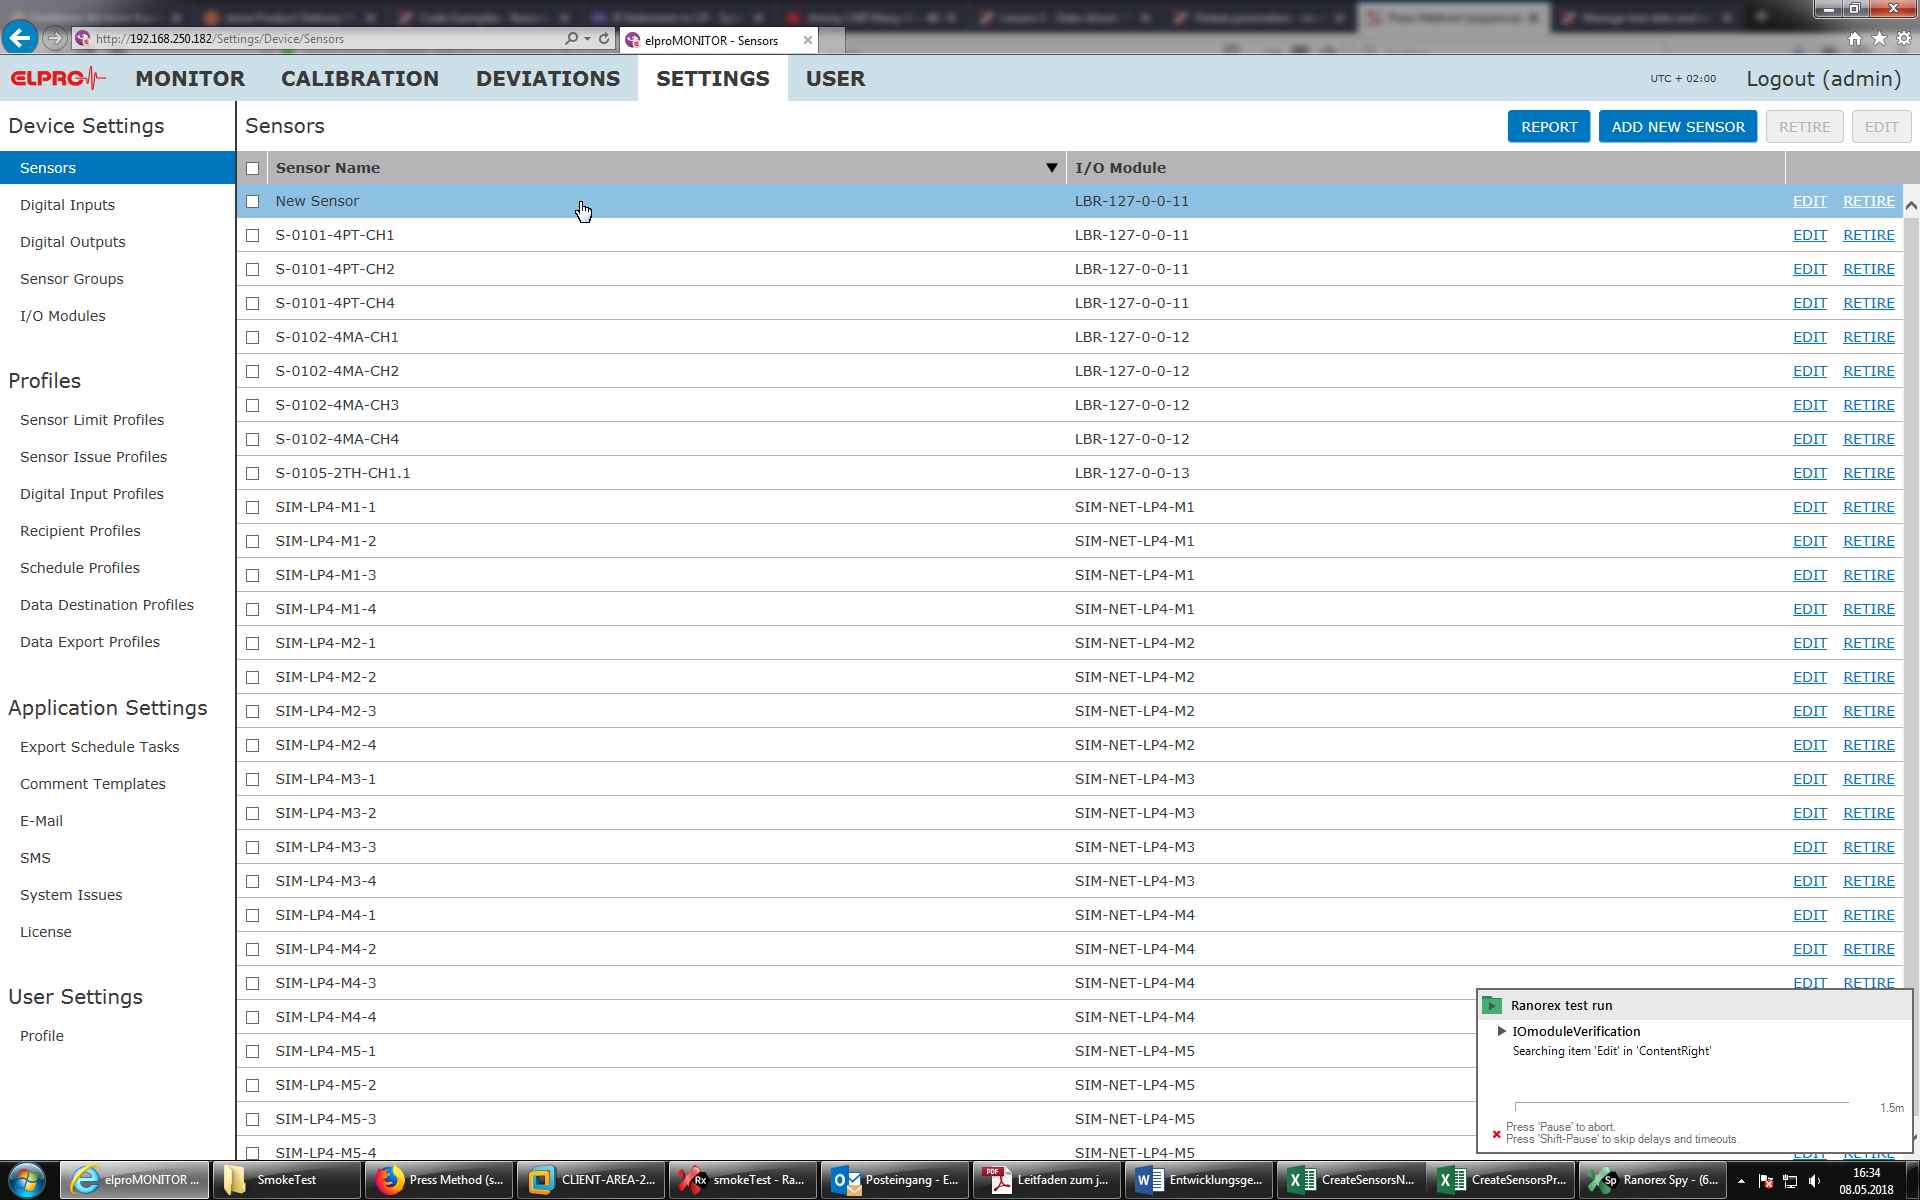 http://192.168.250.182/Settings/Device/Sensors
elproMONITOR - Sensors
ELPRO
MONITOR
CALIBRATION
DEVIATIONS
SETTINGS
USER
UTC + 02:00
Logout (admin)
Device Settings
Sensors
Digital Inputs
Digital Outputs
Sensor Groups
I/O Modules
Profiles
Sensor Limit Profiles
Sensor Issue Profiles
Digital Input Profiles
Recipient Profiles
Schedule Profiles
Data Destination Profiles
Data Export Profiles
Application Settings
Export Schedule Tasks
Comment Templates
E-Mail
SMS
System Issues
License
User Settings
Profile
Sensors
REPORT
ADD NEW SENSOR
RETIRE
EDIT
Sensor Name ▼ I/O Module
New Sensor LBR-127-0-0-11 EDIT RETIRE
S-0101-4PT-CH1 LBR-127-0-0-11 EDIT RETIRE
S-0101-4PT-CH2 LBR-127-0-0-11 EDIT RETIRE
S-0101-4PT-CH4 LBR-127-0-0-11 EDIT RETIRE
S-0102-4MA-CH1 LBR-127-0-0-12 EDIT RETIRE
S-0102-4MA-CH2 LBR-127-0-0-12 EDIT RETIRE
S-0102-4MA-CH3 LBR-127-0-0-12 EDIT RETIRE
S-0102-4MA-CH4 LBR-127-0-0-12 EDIT RETIRE
S-0105-2TH-CH1.1 LBR-127-0-0-13 EDIT RETIRE
SIM-LP4-M1-1 SIM-NET-LP4-M1 EDIT RETIRE
SIM-LP4-M1-2 SIM-NET-LP4-M1 EDIT RETIRE
SIM-LP4-M1-3 SIM-NET-LP4-M1 EDIT RETIRE
SIM-LP4-M1-4 SIM-NET-LP4-M1 EDIT RETIRE
SIM-LP4-M2-1 SIM-NET-LP4-M2 EDIT RETIRE
SIM-LP4-M2-2 SIM-NET-LP4-M2 EDIT RETIRE
SIM-LP4-M2-3 SIM-NET-LP4-M2 EDIT RETIRE
SIM-LP4-M2-4 SIM-NET-LP4-M2 EDIT RETIRE
SIM-LP4-M3-1 SIM-NET-LP4-M3 EDIT RETIRE
SIM-LP4-M3-2 SIM-NET-LP4-M3 EDIT RETIRE
SIM-LP4-M3-3 SIM-NET-LP4-M3 EDIT RETIRE
SIM-LP4-M3-4 SIM-NET-LP4-M3 EDIT RETIRE
SIM-LP4-M4-1 SIM-NET-LP4-M4 EDIT RETIRE
SIM-LP4-M4-2 SIM-NET-LP4-M4 EDIT RETIRE
SIM-LP4-M4-3 SIM-NET-LP4-M4 EDIT RETIRE
SIM-LP4-M4-4 SIM-NET-LP4-M4
SIM-LP4-M5-1 SIM-NET-LP4-M5
SIM-LP4-M5-2 SIM-NET-LP4-M5
SIM-LP4-M5-3 SIM-NET-LP4-M5
SIM-LP4-M5-4 SIM-NET-LP4-M5 EDIT RETIRE
Ranorex test run
IOmoduleVerification
Searching item 'Edit' in 'ContentRight'
1.5m
Press 'Pause' to abort.
Press 'Shift-Pause' to skip delays and timeouts.
elproMONITOR ...
SmokeTest
Press Method (s...
CLIENT-AREA-2...
smokeTest - Ra...
Posteingang - E...
Leitfaden zum j...
Entwicklungsge...
CreateSensorsN...
CreateSensorsPr...
Ranorex Spy - (6...
16:34
08.05.2018